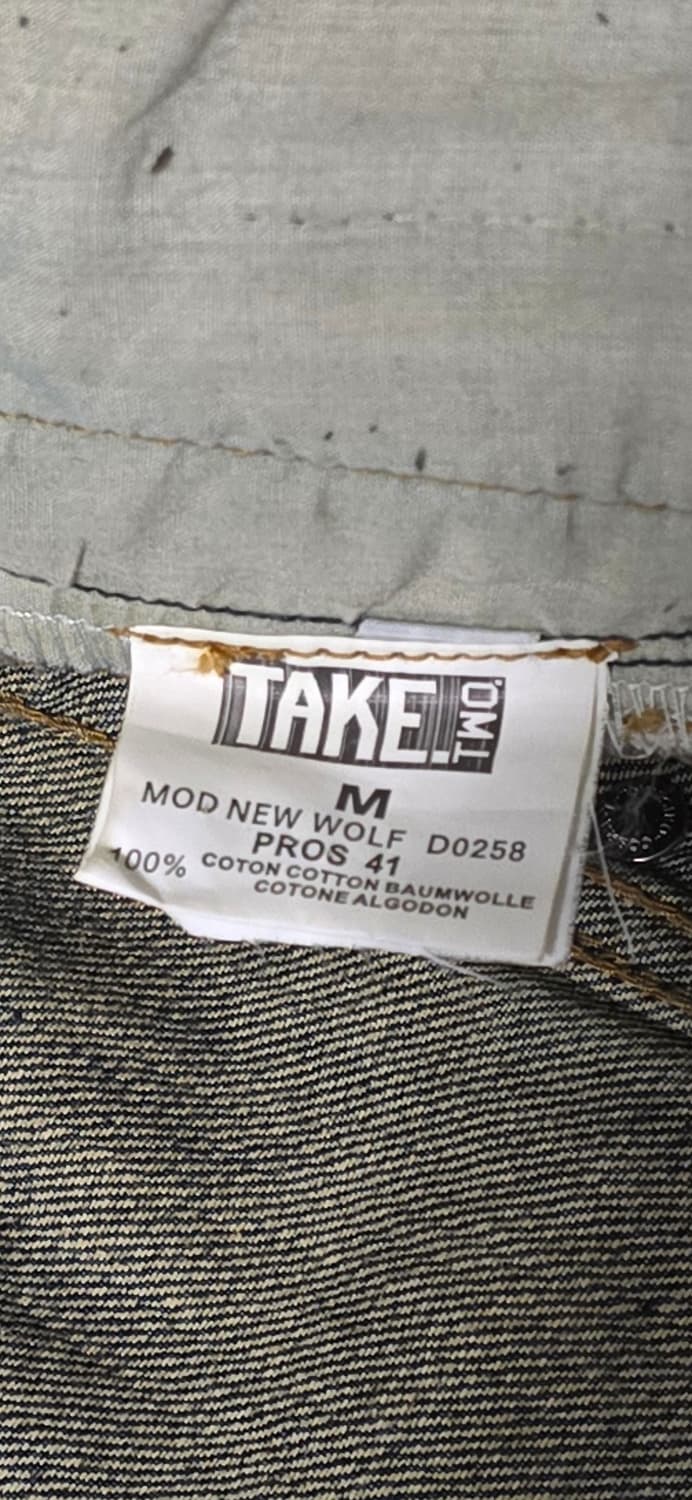 TAKE TWO.
M
MOD NEW WOLF D0258
PROS 41
100% COTON COTTON BAUMWOLLE
COTONE ALGODON